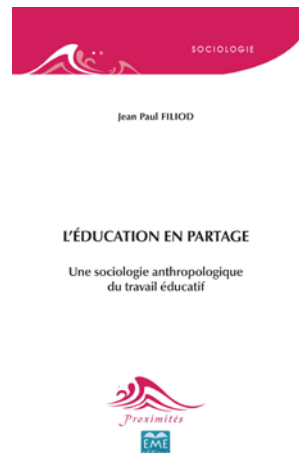 SOCIOLOGIE
Jean Paul FILIOD
L'ÉDUCATION EN PARTAGE
Une sociologie anthropologique
du travail éducatif
Proximités
EME